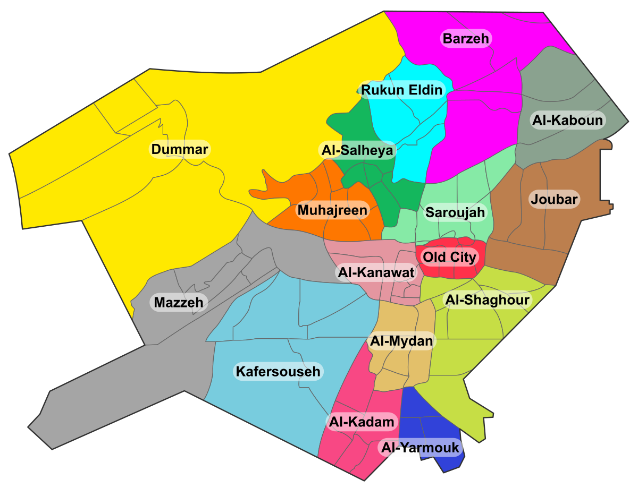 Barzeh
Rukun Eldin
Al-Kaboun
Dummar
Al-Salheya
Joubar
Muhajreen
Saroujah
Old City
Al-Kanawat
Mazzeh
Al-Shaghour
Al-Mydan
Kafersouseh
Al-Kadam
Al-Yarmouk